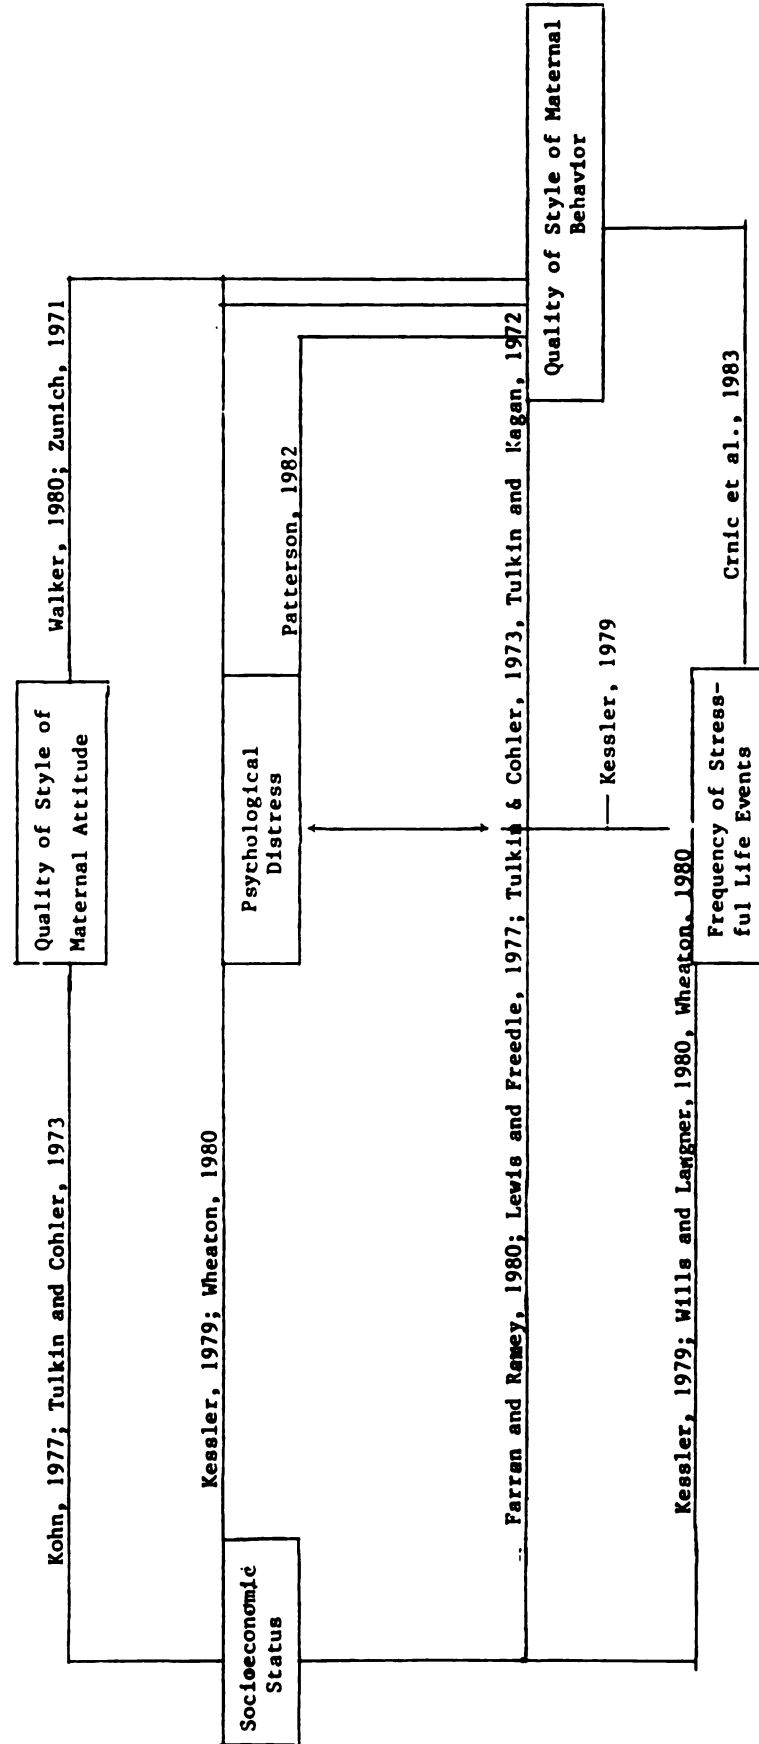 Kohn, 1977; Tulkin and Cohler, 1973
Quality of Style of
Maternal Attitude
Walker, 1980; Zunich, 1971
Socioeconomic
Status
Kessler, 1979; Wheaton, 1980
Psychological
Distress
Patterson, 1982
Farran and Ramey, 1980; Lewis and Freedle, 1977; Tulkin & Cohler, 1973, Tulkin and Kagan, 1972
Quality of Style of Maternal
Behavior
Kessler, 1979
Kessler, 1979; Wills and Langner, 1980, Wheaton, 1980
Frequency of Stress-
ful Life Events
Crnic et al., 1983